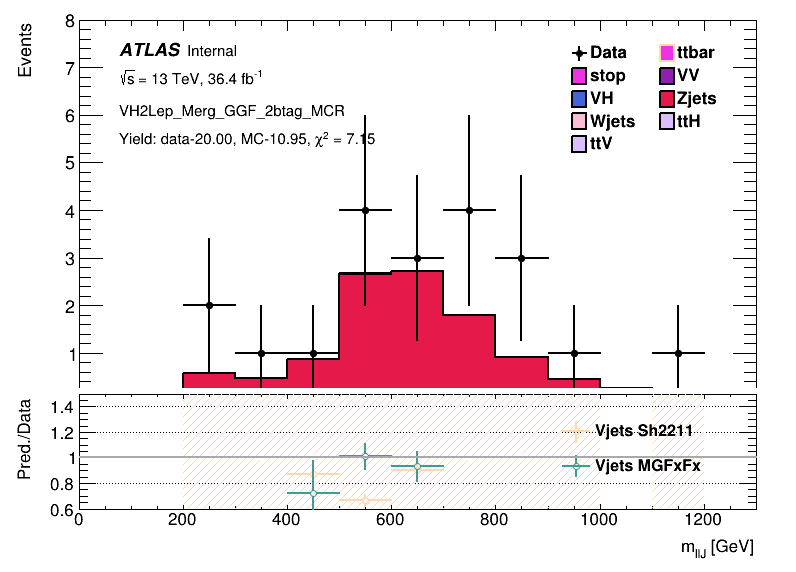 Events
8
7
6
5
4
3
2
1
ATLAS Internal
√s = 13 TeV, 36.4 fb⁻¹
VH2Lep_Merg_GGF_2btag_MCR
Yield: data-20.00, MC-10.95, χ² = 7.15
Data ttbar
stop VV
VH Zjets
Wjets ttH
ttV
Pred./Data
1.4
1.2
1
0.8
0.6
Vjets Sh2211
Vjets MGFxFx
0 200 400 600 800 1000 1200
m_llJ [GeV]